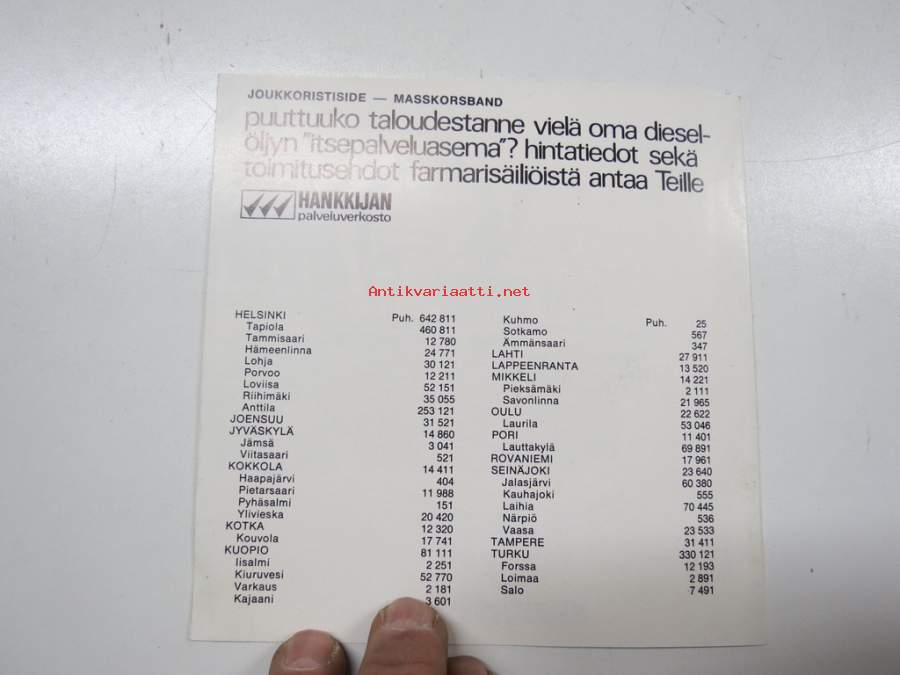 JOUKKORISTISIDE — MASSKORSBAND
puuttuuko taloudestanne vielä oma diesel-
öljyn "itsepalveluasema"? hintatiedot sekä
toimitusehdot farmarisäiliöistä antaa Teille
HANKKIJAN
palveluverkosto
Antikvariaatti.net
HELSINKI Puh. 642 811
Tapiola 460 811
Tammisaari 12 780
Hämeenlinna 24 771
Lohja 30 121
Porvoo 12 211
Loviisa 52 151
Riihimäki 35 055
Anttila 253 121
JOENSUU 31 521
JYVÄSKYLÄ 14 860
Jämsä 3 041
Viitasaari 521
KOKKOLA 14 411
Haapajärvi 404
Pietarsaari 11 988
Pyhäsalmi 151
Ylivieska 20 420
KOTKA 12 320
Kouvola 17 741
KUOPIO 81 111
Iisalmi 2 251
Kiuruvesi 52 770
Varkaus 2 181
Kajaani 3 601
Kuhmo Puh. 25
Sotkamo 567
Ämmänsaari 347
LAHTI 27 911
LAPPEENRANTA 13 520
MIKKELI 14 221
Pieksämäki 2 111
Savonlinna 21 965
OULU 22 622
Laurila 53 046
PORI 11 401
Lauttakylä 69 891
ROVANIEMI 17 961
SEINÄJOKI 23 640
Jalasjärvi 60 380
Kauhajoki 555
Laihia 70 445
Närpiö 536
Vaasa 23 533
TAMPERE 31 411
TURKU 330 121
Forssa 12 193
Loimaa 2 891
Salo 7 491